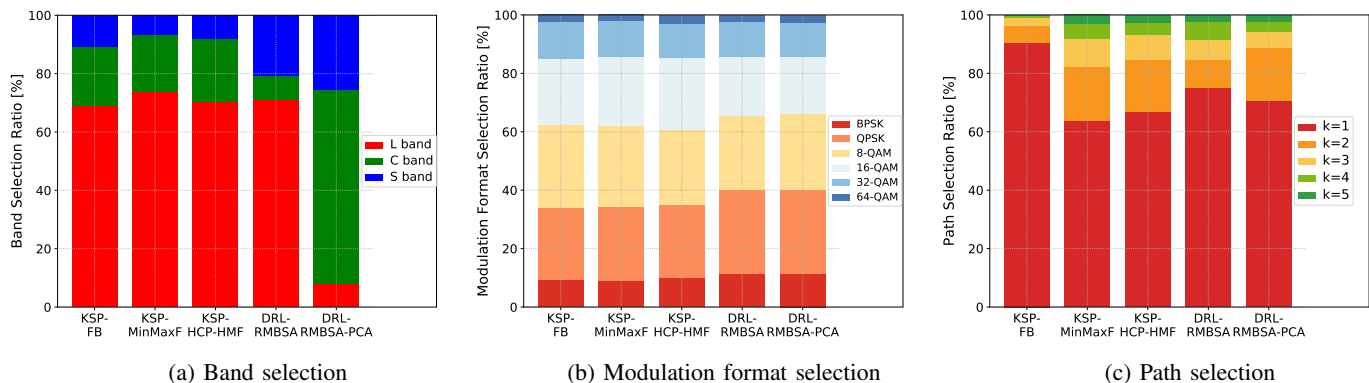 Band Selection Ratio [%]
100
80
60
40
20
0
L band
C band
S band
KSP-
FB
KSP-
MinMaxF
KSP-
HCP-HMF
DRL-
RMBSA
DRL-
RMBSA-PCA
(a) Band selection
Modulation Format Selection Ratio [%]
100
80
60
40
20
0
BPSK
QPSK
8-QAM
16-QAM
32-QAM
64-QAM
KSP-
FB
KSP-
MinMaxF
KSP-
HCP-HMF
DRL-
RMBSA
DRL-
RMBSA-PCA
(b) Modulation format selection
Path Selection Ratio [%]
100
80
60
40
20
0
k=1
k=2
k=3
k=4
k=5
KSP-
FB
KSP-
MinMaxF
KSP-
HCP-HMF
DRL-
RMBSA
DRL-
RMBSA-PCA
(c) Path selection